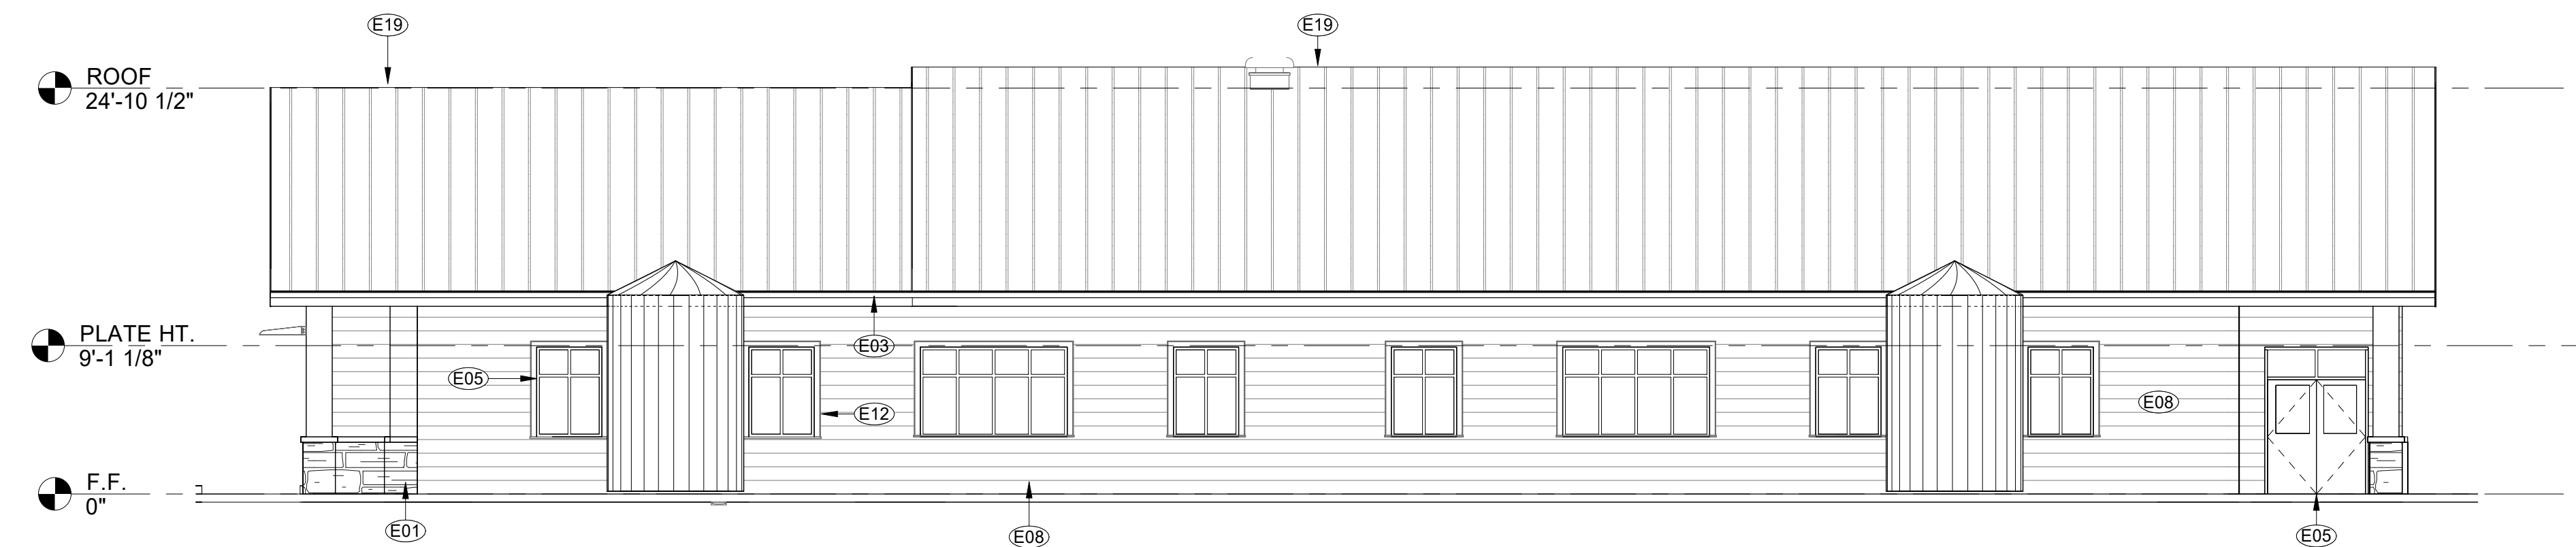 E19
E19
ROOF
24'-10 1/2"
PLATE HT.
9'-1 1/8"
E03
E05
E12
E08
F.F.
0"
E01
E08
E05